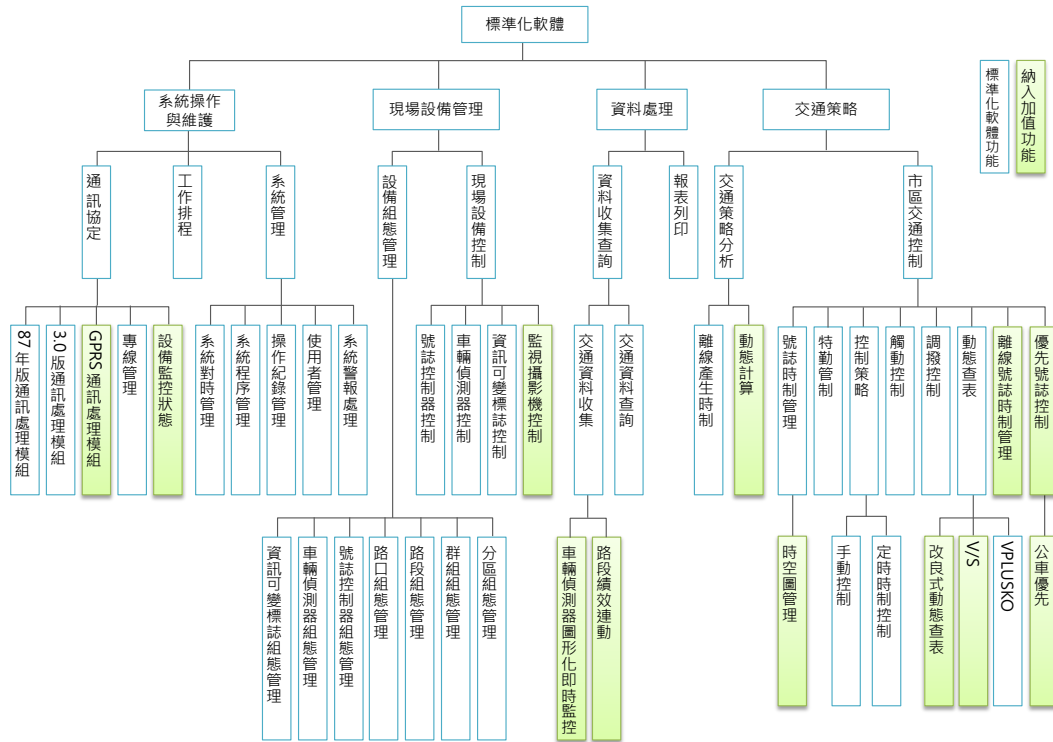 標準化軟體
系統操作
與維護
現場設備管理
資料處理
交通策略
標準化軟體功能
納入加值功能
通訊協定
工作排程
系統管理
設備組態管理
現場設備控制
資料收集查詢
報表列印
交通策略分析
市區交通控制
87 年版通訊處理模組
3.0 版通訊處理模組
GPRS 通訊處理模組
專線管理
設備監控狀態
系統對時管理
系統程序管理
操作紀錄管理
使用者管理
系統警報處理
號誌控制器控制
車輛偵測器控制
資訊可變標誌控制
監視攝影機控制
交通資料收集
交通資料查詢
離線產生時制
動態計算
號誌時制管理
特勤管制
控制策略
觸動控制
調撥控制
動態查表
離線號誌時制管理
優先號誌控制
資訊可變標誌組態管理
車輛偵測器組態管理
號誌控制器組態管理
路口組態管理
路段組態管理
群組組態管理
分區組態管理
車輛偵測器圖形化即時監控
路段績效連動
時空圖管理
手動控制
定時時制控制
改良式動態查表
V/S
VPLUSKO
公車優先